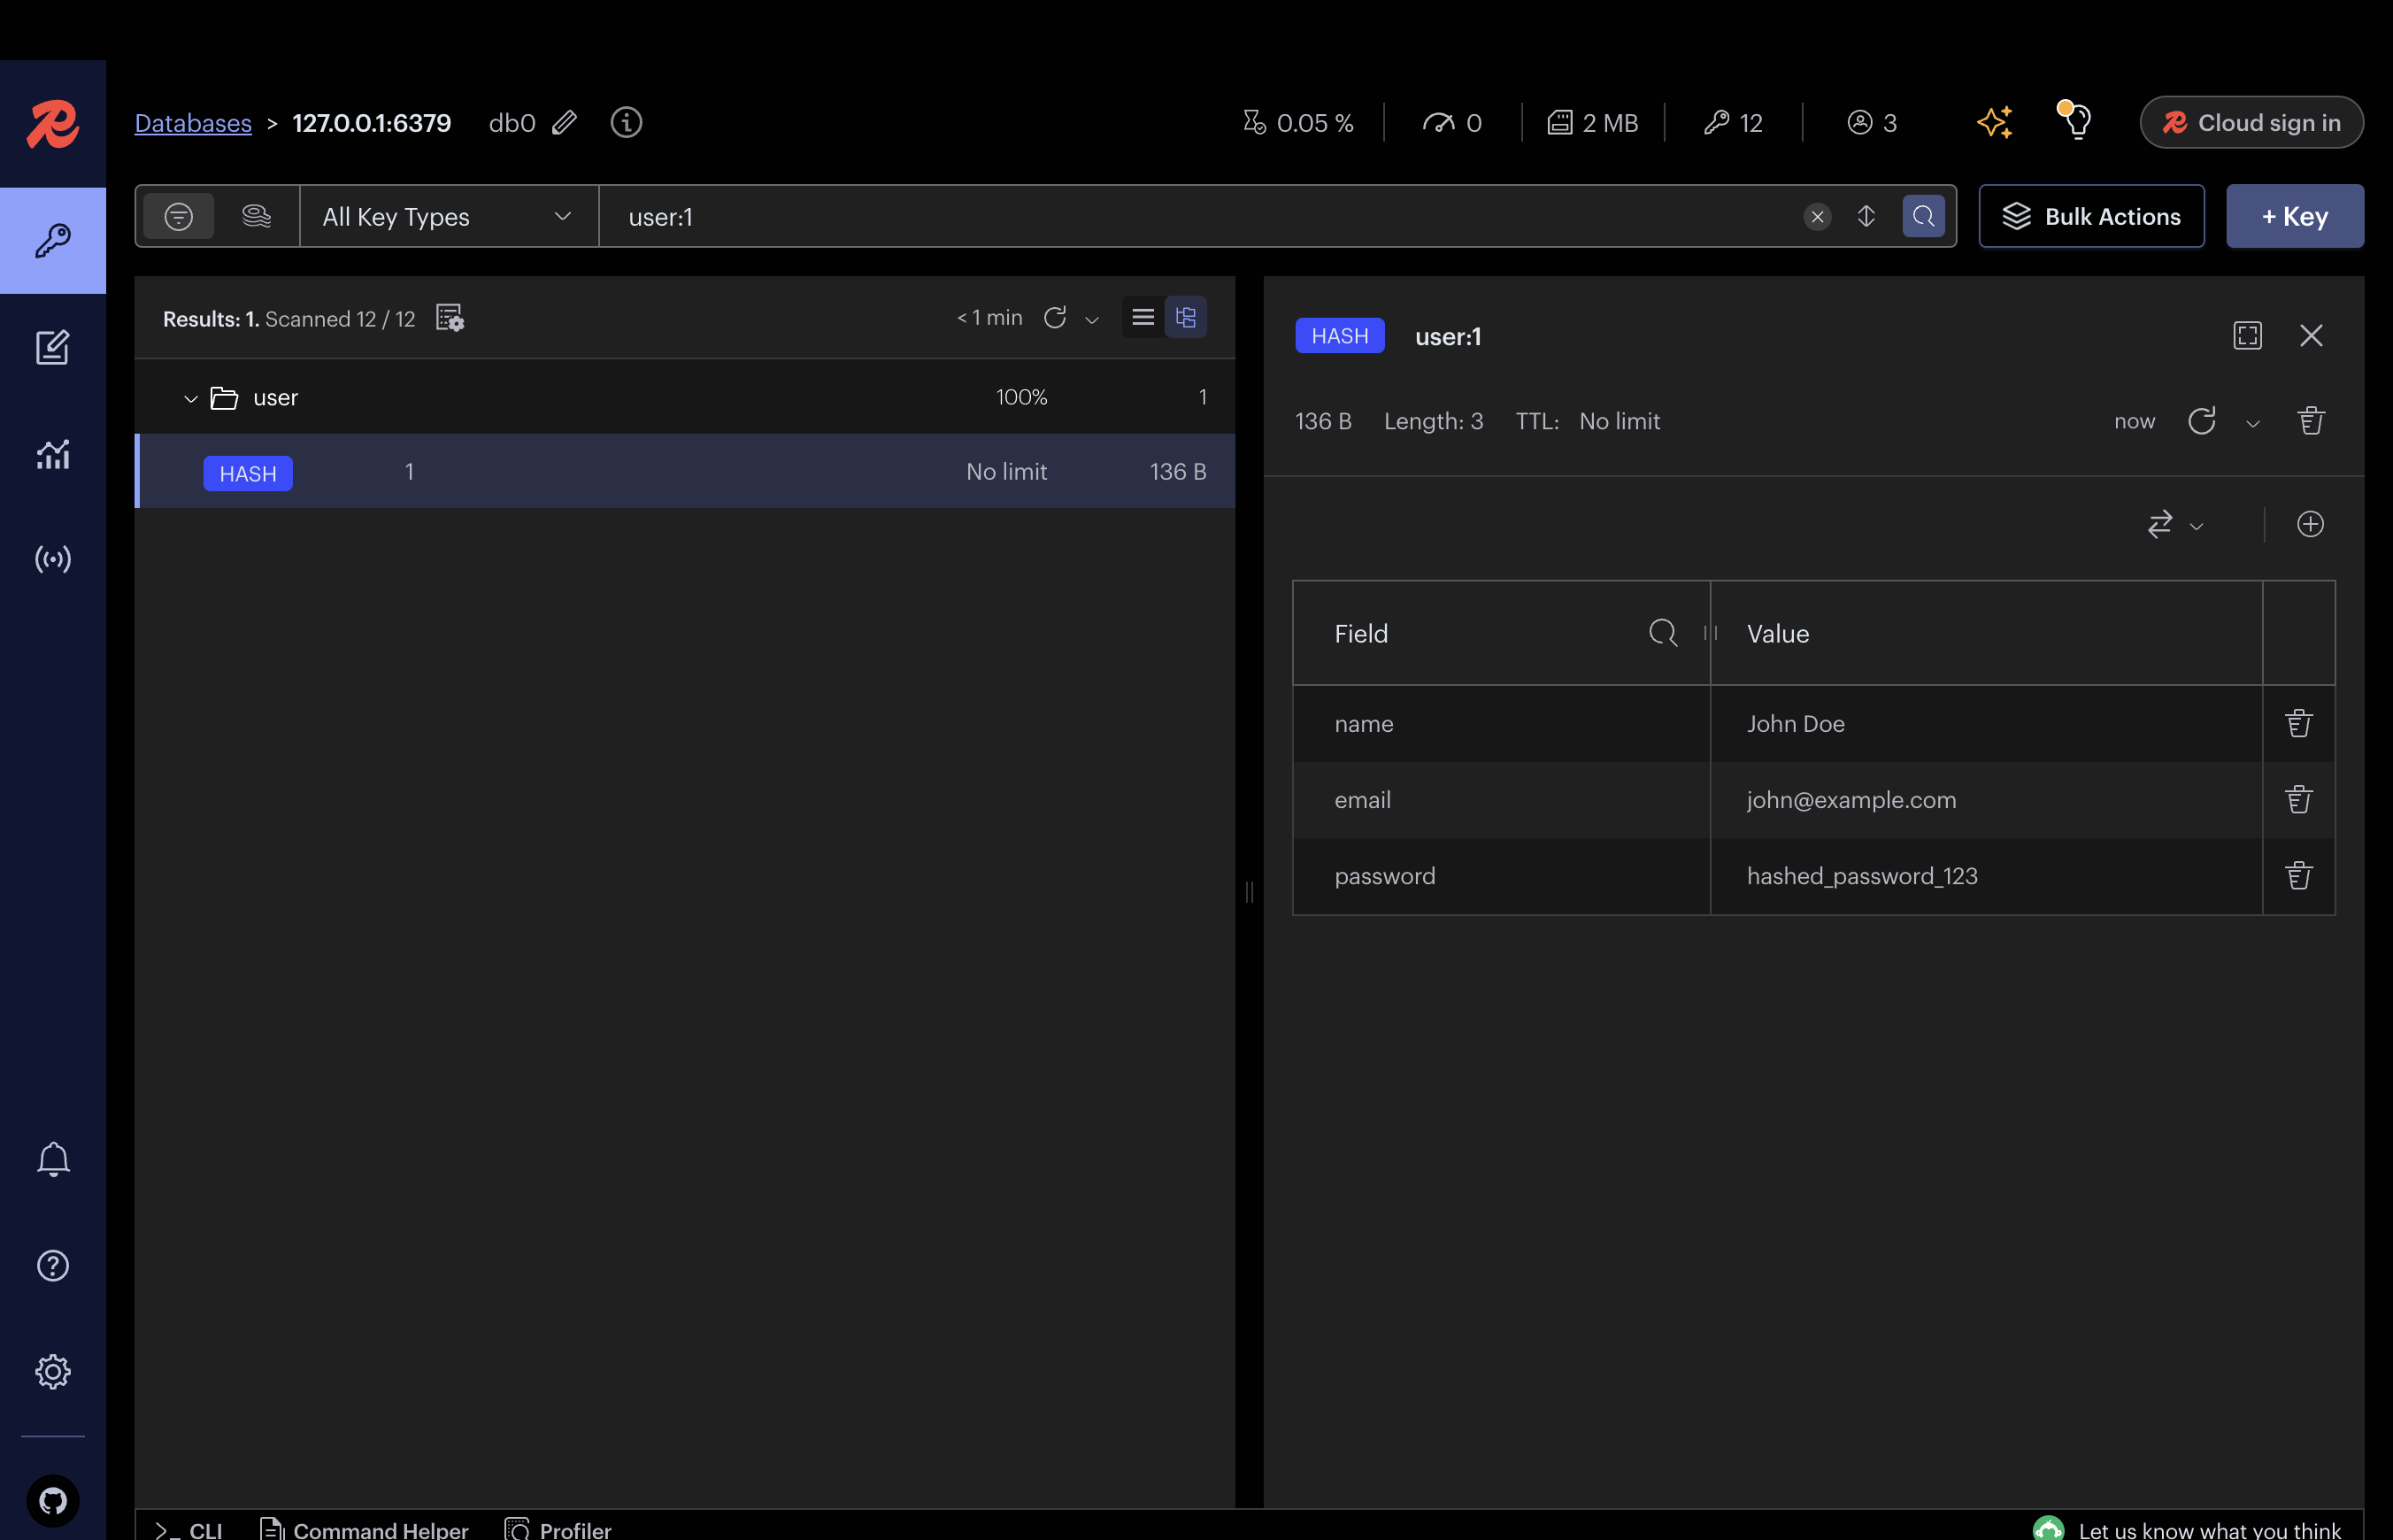 Databases > 127.0.0.1:6379 db0 0.05 % 0 2 MB 12 3 Cloud sign in
All Key Types user:1 Bulk Actions + Key
Results: 1. Scanned 12 / 12 < 1 min
user 100% 1
HASH 1 No limit 136 B
HASH user:1
136 B Length: 3 TTL: No limit now
Field Value
name John Doe
email john@example.com
password hashed_password_123
>_ CLI Command Helper Profiler Let us know what you think